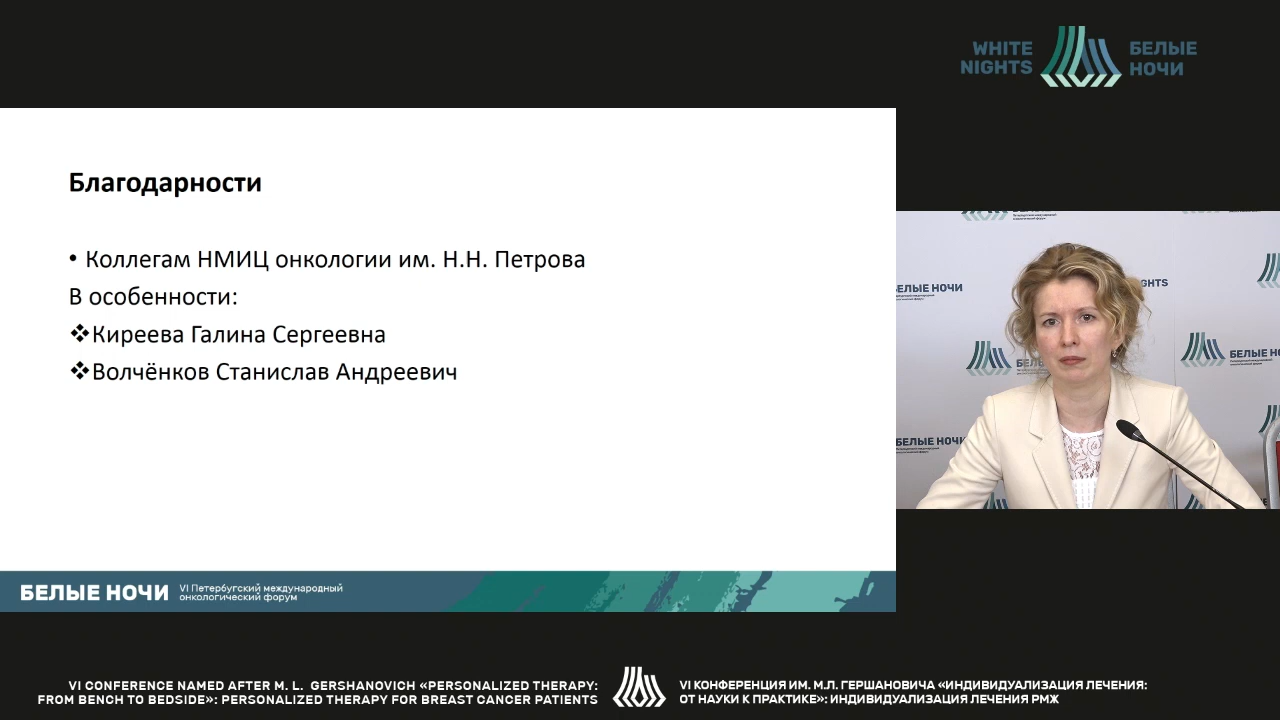 WHITE
NIGHTS
БЕЛЫЕ
НОЧИ
Благодарности
• Коллегам НМИЦ онкологии им. Н.Н. Петрова
В особенности:
❖Киреева Галина Сергеевна
❖Волчёнков Станислав Андреевич
БЕЛЫЕ НОЧИ
VI Петербугский международный
онкологический форум
БЕЛЫЕ НОЧИ
GHTS
БЕЛЫЕ НОЧИ
БЕЛЫЕ НОЧИ
VI CONFERENCE NAMED AFTER M. L. GERSHANOVICH «PERSONALIZED THERAPY:
FROM BENCH TO BEDSIDE»: PERSONALIZED THERAPY FOR BREAST CANCER PATIENTS
VI КОНФЕРЕНЦИЯ ИМ. М.Л. ГЕРШАНОВИЧА «ИНДИВИДУАЛИЗАЦИЯ ЛЕЧЕНИЯ:
ОТ НАУКИ К ПРАКТИКЕ»: ИНДИВИДУАЛИЗАЦИЯ ЛЕЧЕНИЯ РМЖ